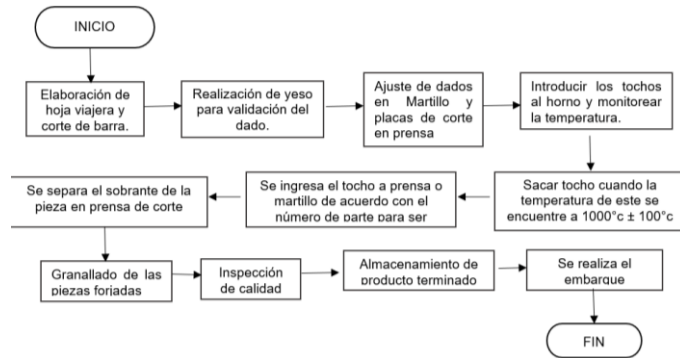 INICIO
Elaboración de
hoja viajera y
corte de barra.
Realización de yeso
para validación del
dado.
Ajuste de dados
en Martillo y
placas de corte
en prensa
Introducir los tochos
al horno y monitorear
la temperatura.
Sacar tocho cuando la
temperatura de este se
encuentre a 1000°c ± 100°c
Se ingresa el tocho a prensa o
martillo de acuerdo con el
número de parte para ser
Se separa el sobrante de la
pieza en prensa de corte
Granallado de las
piezas forjadas
Inspección
de calidad
Almacenamiento de
producto terminado
Se realiza el
embarque
FIN